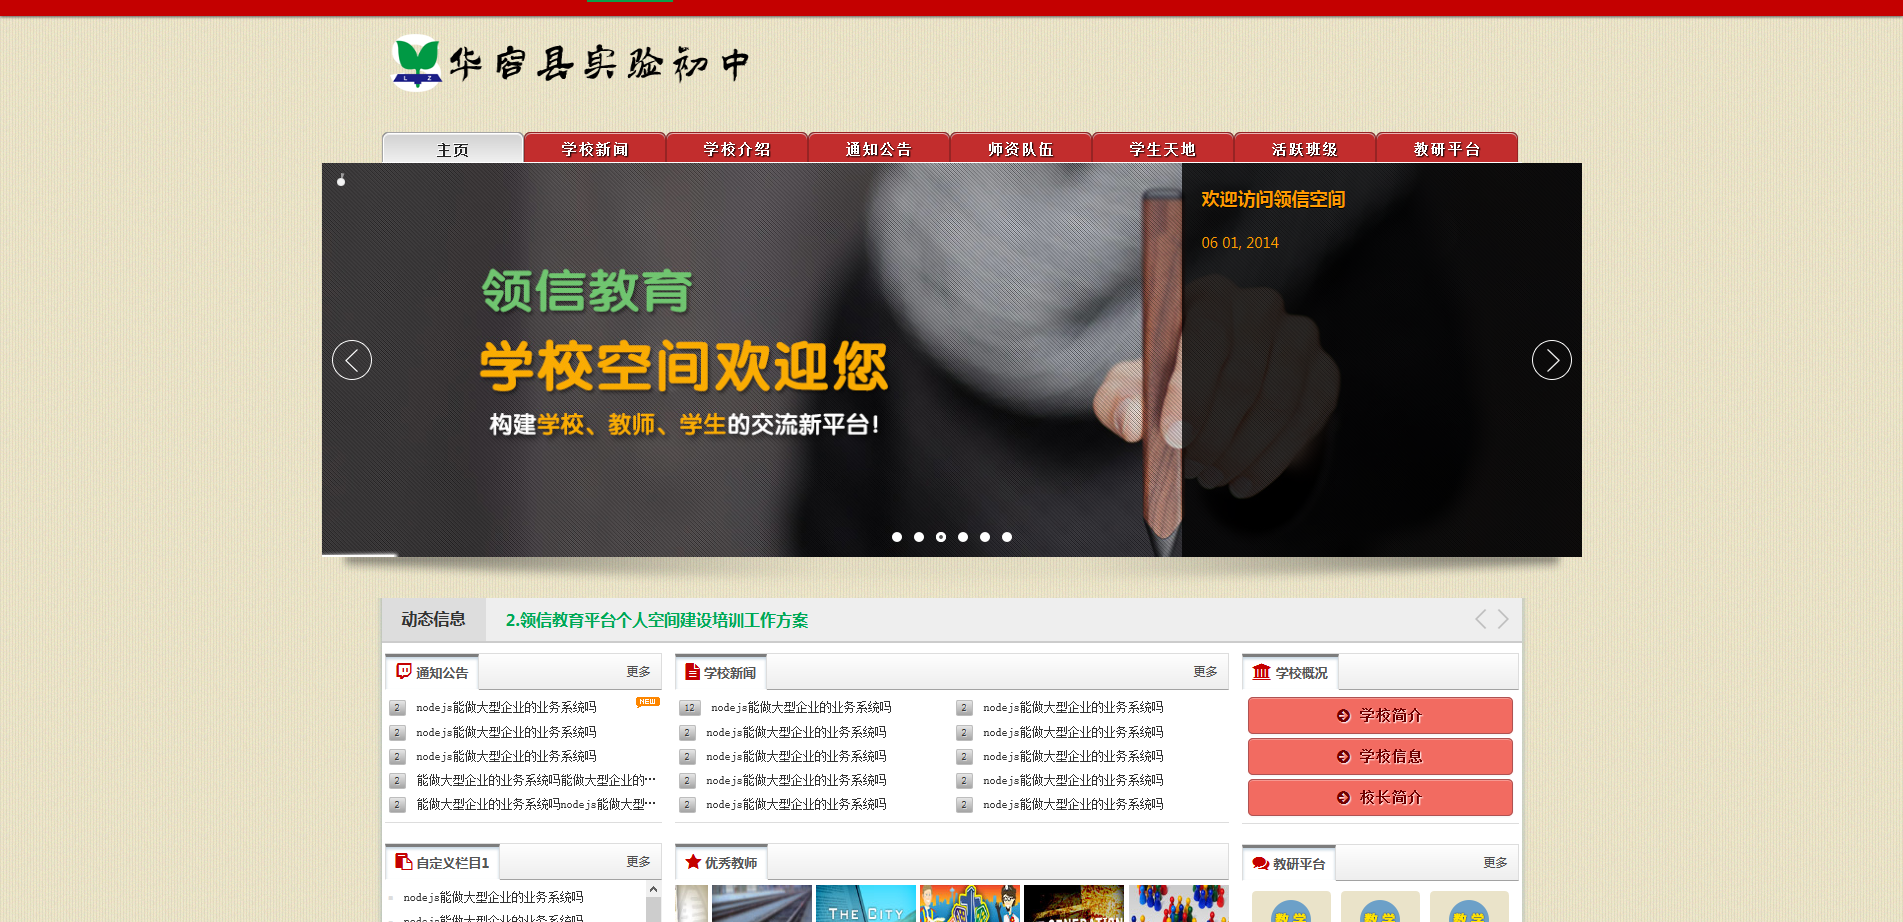 L Z
华容县实验初中
主页 学校新闻 学校介绍 通知公告 师资队伍 学生天地 活跃班级 教研平台
领信教育
学校空间欢迎您
构建学校、教师、学生的交流新平台!
欢迎访问领信空间
06 01, 2014
动态信息 2.领信教育平台个人空间建设培训工作方案
通知公告 更多
2 nodejs能做大型企业的业务系统吗 NEW
2 nodejs能做大型企业的业务系统吗
2 nodejs能做大型企业的业务系统吗
2 能做大型企业的业务系统吗能做大型企业的…
2 能做大型企业的业务系统吗nodejs能做大型…
学校新闻 更多
12 nodejs能做大型企业的业务系统吗
2 nodejs能做大型企业的业务系统吗
2 nodejs能做大型企业的业务系统吗
2 nodejs能做大型企业的业务系统吗
2 nodejs能做大型企业的业务系统吗
2 nodejs能做大型企业的业务系统吗
2 nodejs能做大型企业的业务系统吗
2 nodejs能做大型企业的业务系统吗
2 nodejs能做大型企业的业务系统吗
2 nodejs能做大型企业的业务系统吗
学校概况
学校简介
学校信息
校长简介
自定义栏目1 更多
nodejs能做大型企业的业务系统吗
nodejs能做大型企业的业务系统吗
优秀教师
THE CITY
教研平台 更多
数学 数学 数学